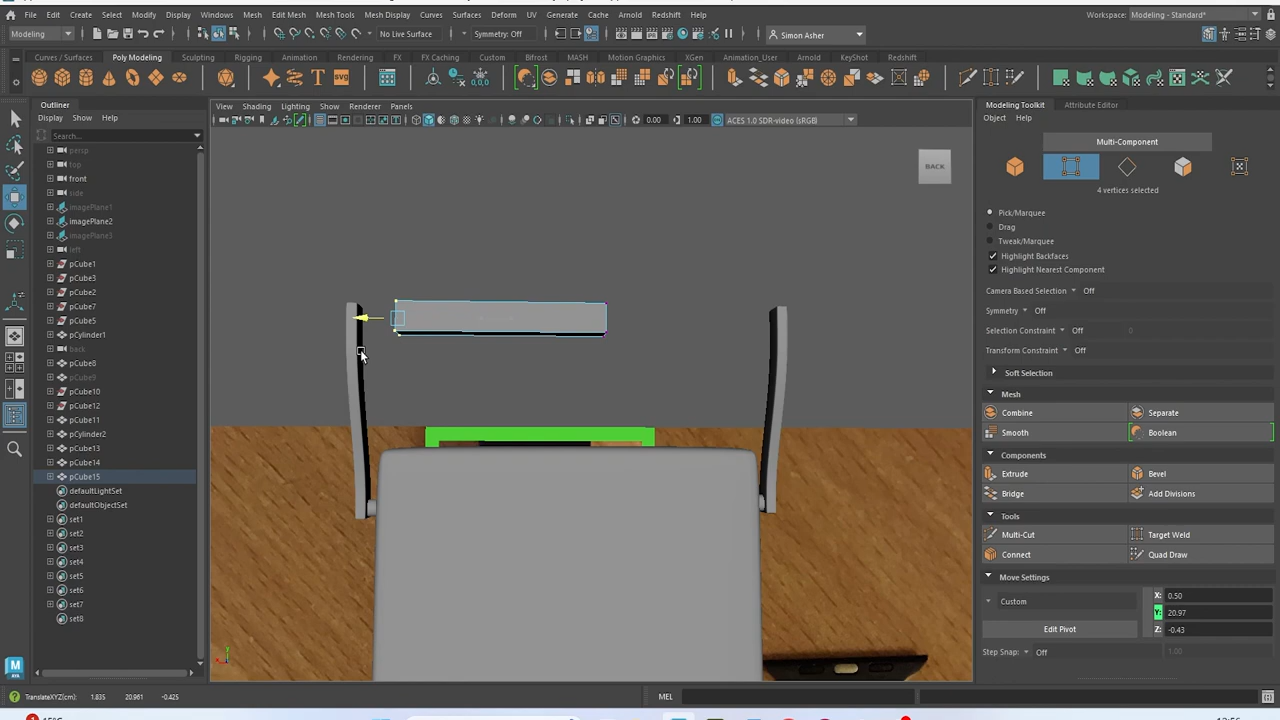 File Edit Create Select Modify Display Windows Mesh Edit Mesh Mesh Tools Mesh Display Curves Surfaces Deform UV Generate Cache Arnold Redshift Help Workspace: Modeling - Standard*
Modeling No Live Surface Symmetry: Off Simon Asher
Curves / Surfaces Poly Modeling Sculpting Rigging Animation Rendering FX FX Caching Custom Bifrost MASH Motion Graphics XGen Animation_User Arnold KeyShot Redshift
SVG
Outliner
Display Show Help
Search...
persp
top
front
side
imagePlane1
imagePlane2
imagePlane3
left
pCube1
pCube3
pCube2
pCube7
pCube5
pCylinder1
back
pCube8
pCube9
pCube10
pCube12
pCube11
pCylinder2
pCube13
pCube14
pCube15
defaultLightSet
defaultObjectSet
set1
set2
set3
set4
set5
set6
set7
set8
View Shading Lighting Show Renderer Panels
0.00 1.00 ACES 1.0 SDR-video (sRGB)
BACK
Modeling Toolkit Attribute Editor
Object Help
Multi-Component
4 vertices selected
Pick/Marquee
Drag
Tweak/Marquee
Highlight Backfaces
Highlight Nearest Component
Camera Based Selection Off
Symmetry: Off
Selection Constraint Off 0
Transform Constraint Off
Soft Selection
Mesh
Combine Separate
Smooth Boolean
Components
Extrude Bevel
Bridge Add Divisions
Tools
Multi-Cut Target Weld
Connect Quad Draw
Move Settings
Custom
X: 0.50
Y: 20.97
Z: -0.43
Edit Pivot
Step Snap: Off 1.00
TranslateXYZ(cm): 1.835 20.961 -0.425 MEL